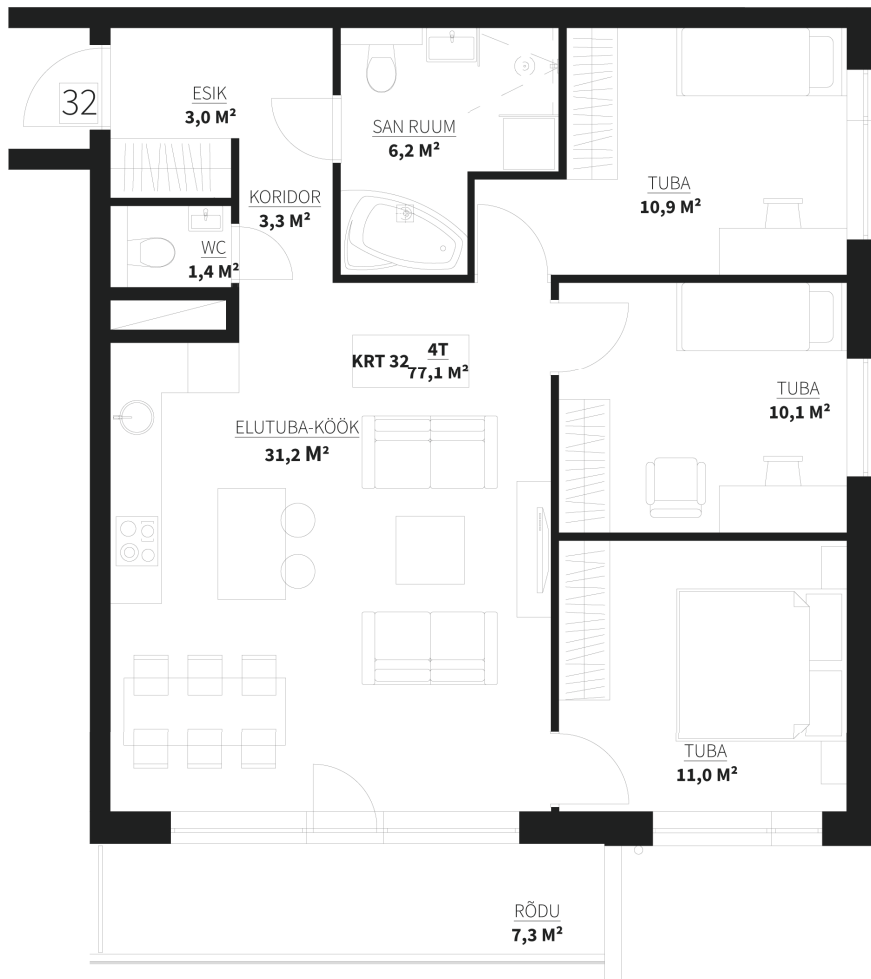 32
ESIK
3,0 M²
SAN RUUM
6,2 M²
TUBA
10,9 M²
KORIDOR
3,3 M²
WC
1,4 M²
KRT 32
4T
77,1 M²
TUBA
10,1 M²
ELUTUBA-KÖÖK
31,2 M²
TUBA
11,0 M²
RÕDU
7,3 M²